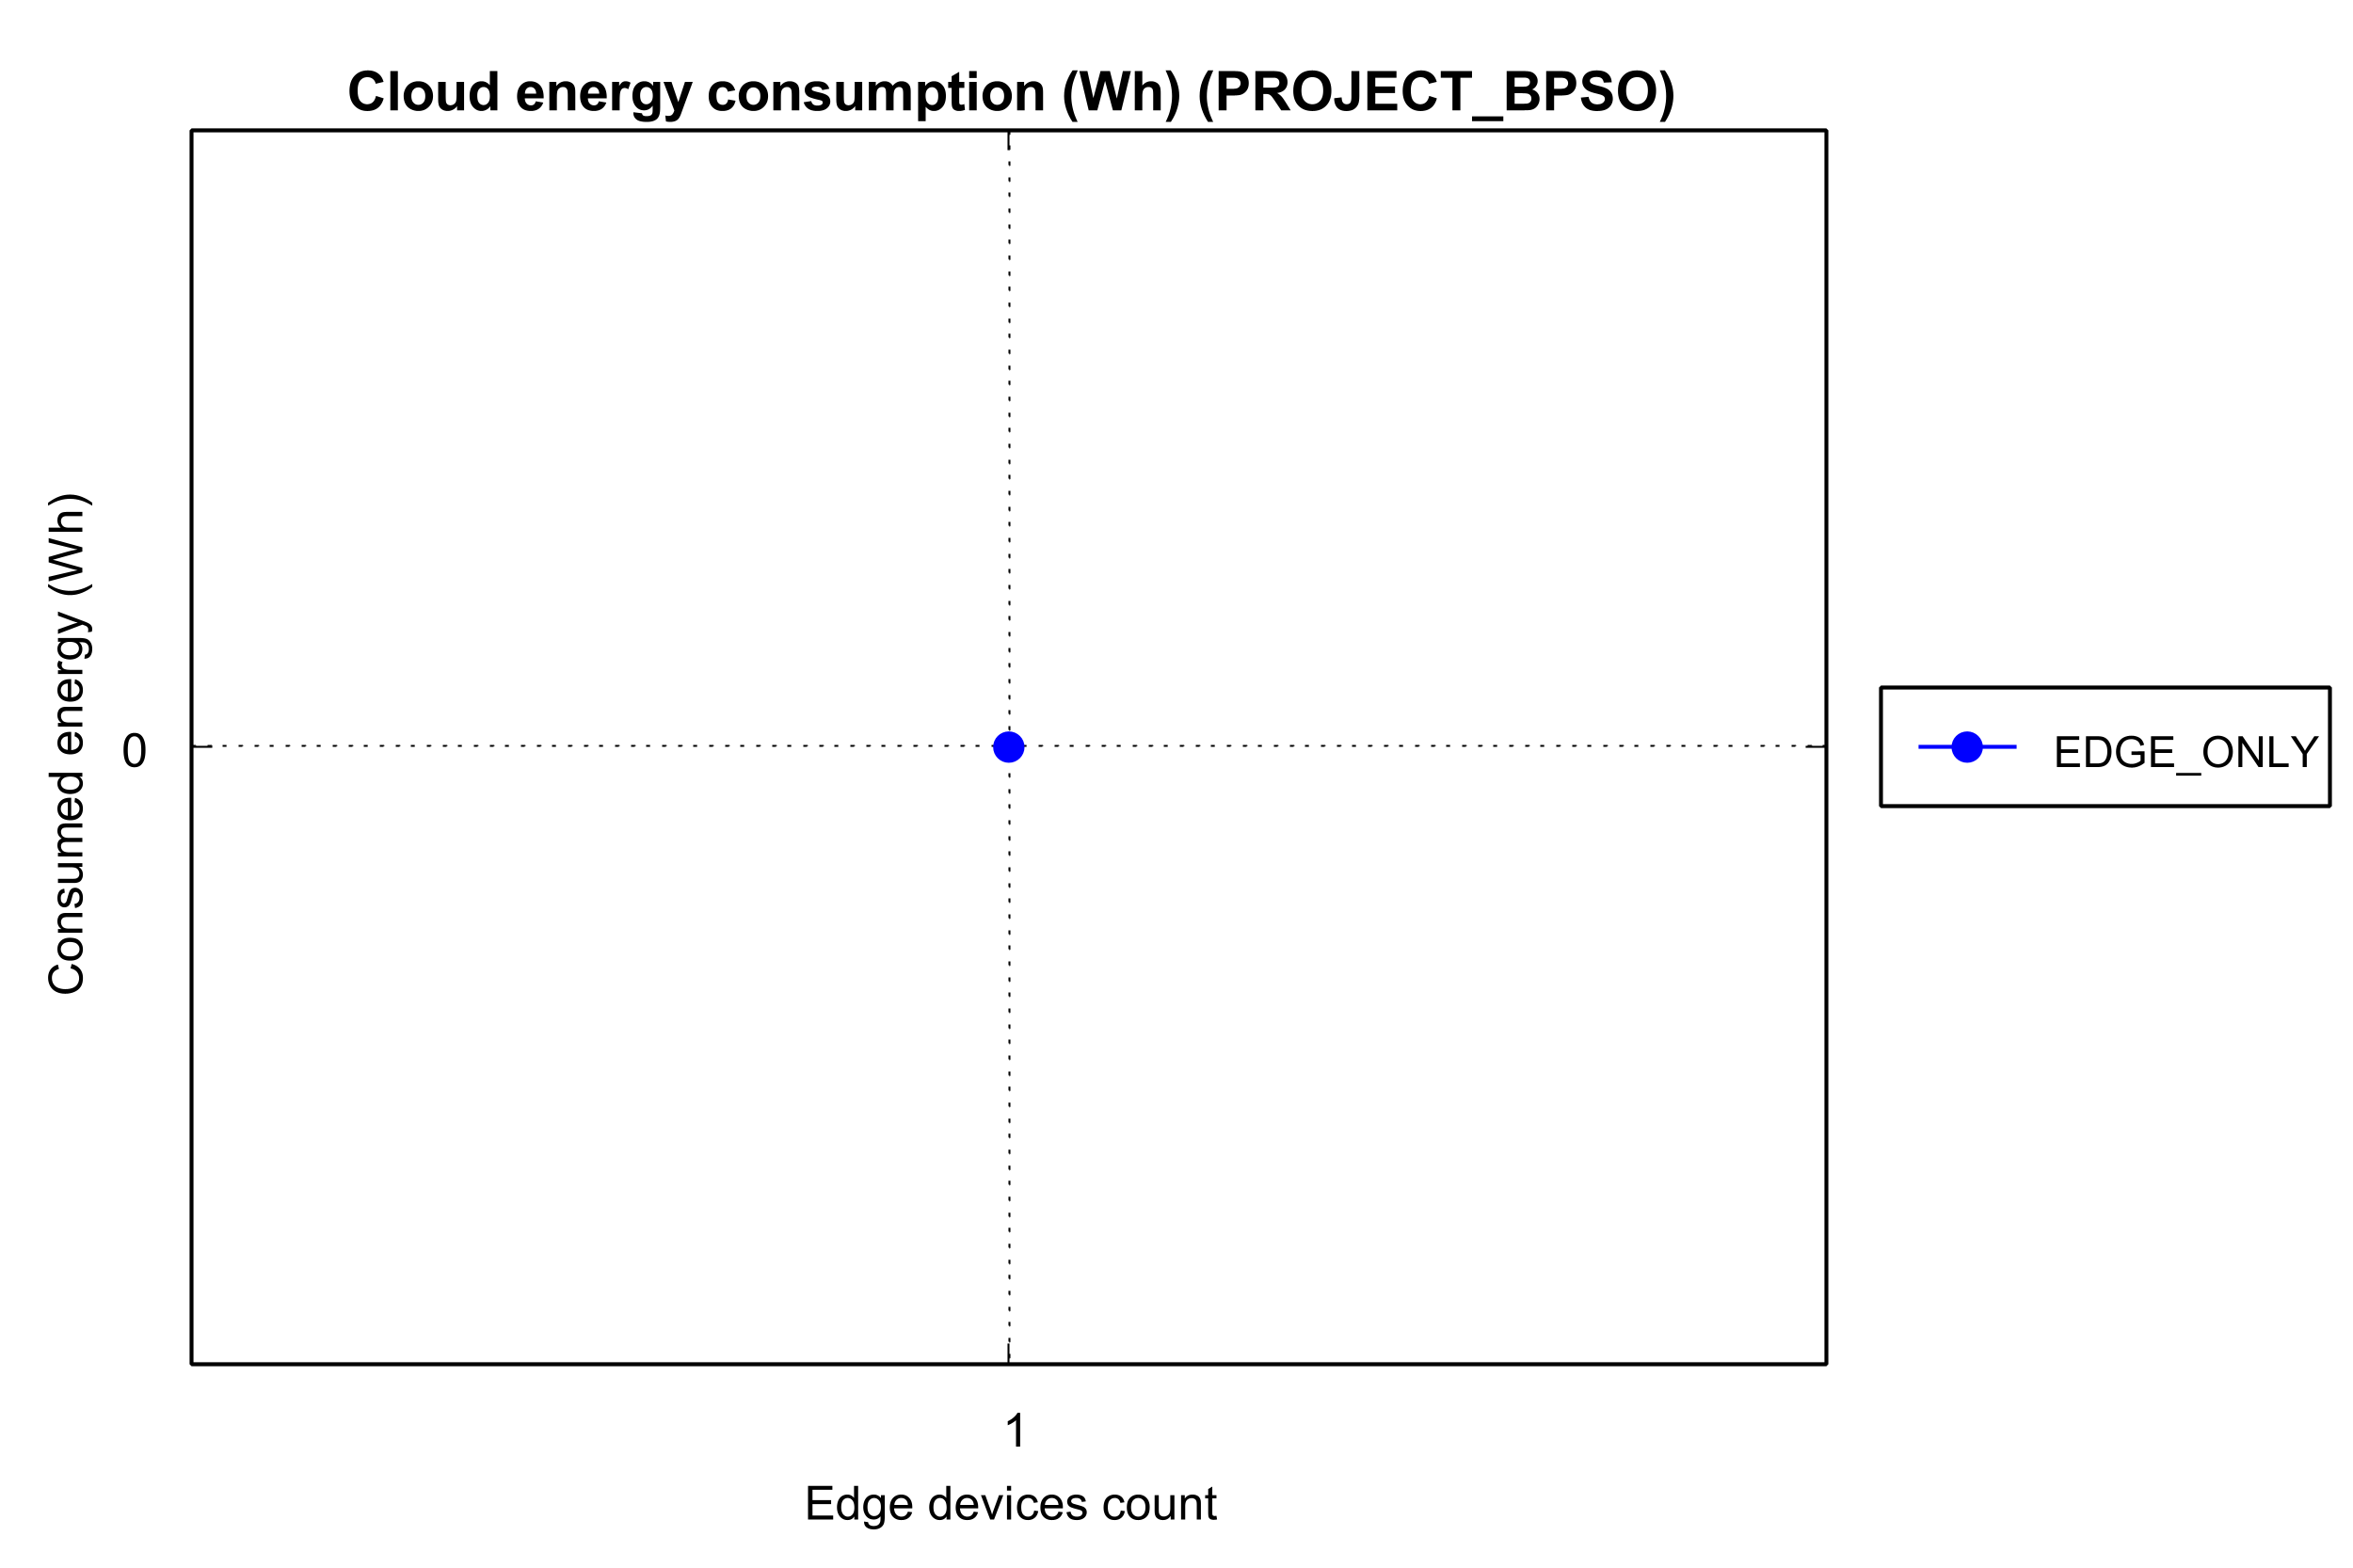 Cloud energy consumption (Wh)(PROJECT_BPSO)
Consumed energy (Wh)
0
EDGE_ONLY
1
Edge devices count